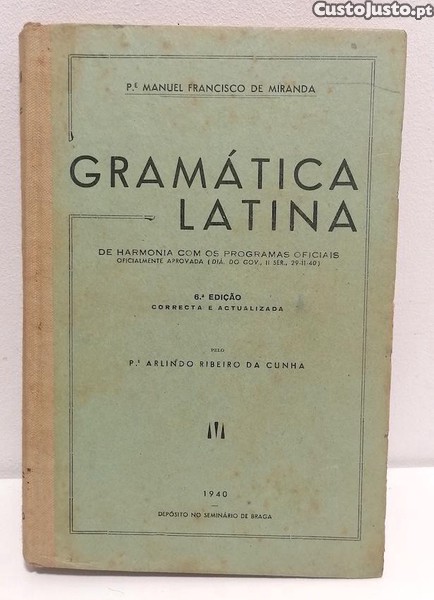 CustoJusto.pt
P.E MANUEL FRANCISCO DE MIRANDA
GRAMÁTICA
LATINA
DE HARMONIA COM OS PROGRAMAS OFICIAIS
OFICIALMENTE APROVADA (DIÁ. DO GOV., II SER., 29-II-40)
6.ª EDIÇÃO
CORRECTA E ACTUALIZADA
PELO
P.E ARLINDO RIBEIRO DA CUNHA
1940
DEPÓSITO NO SEMINÁRIO DE BRAGA